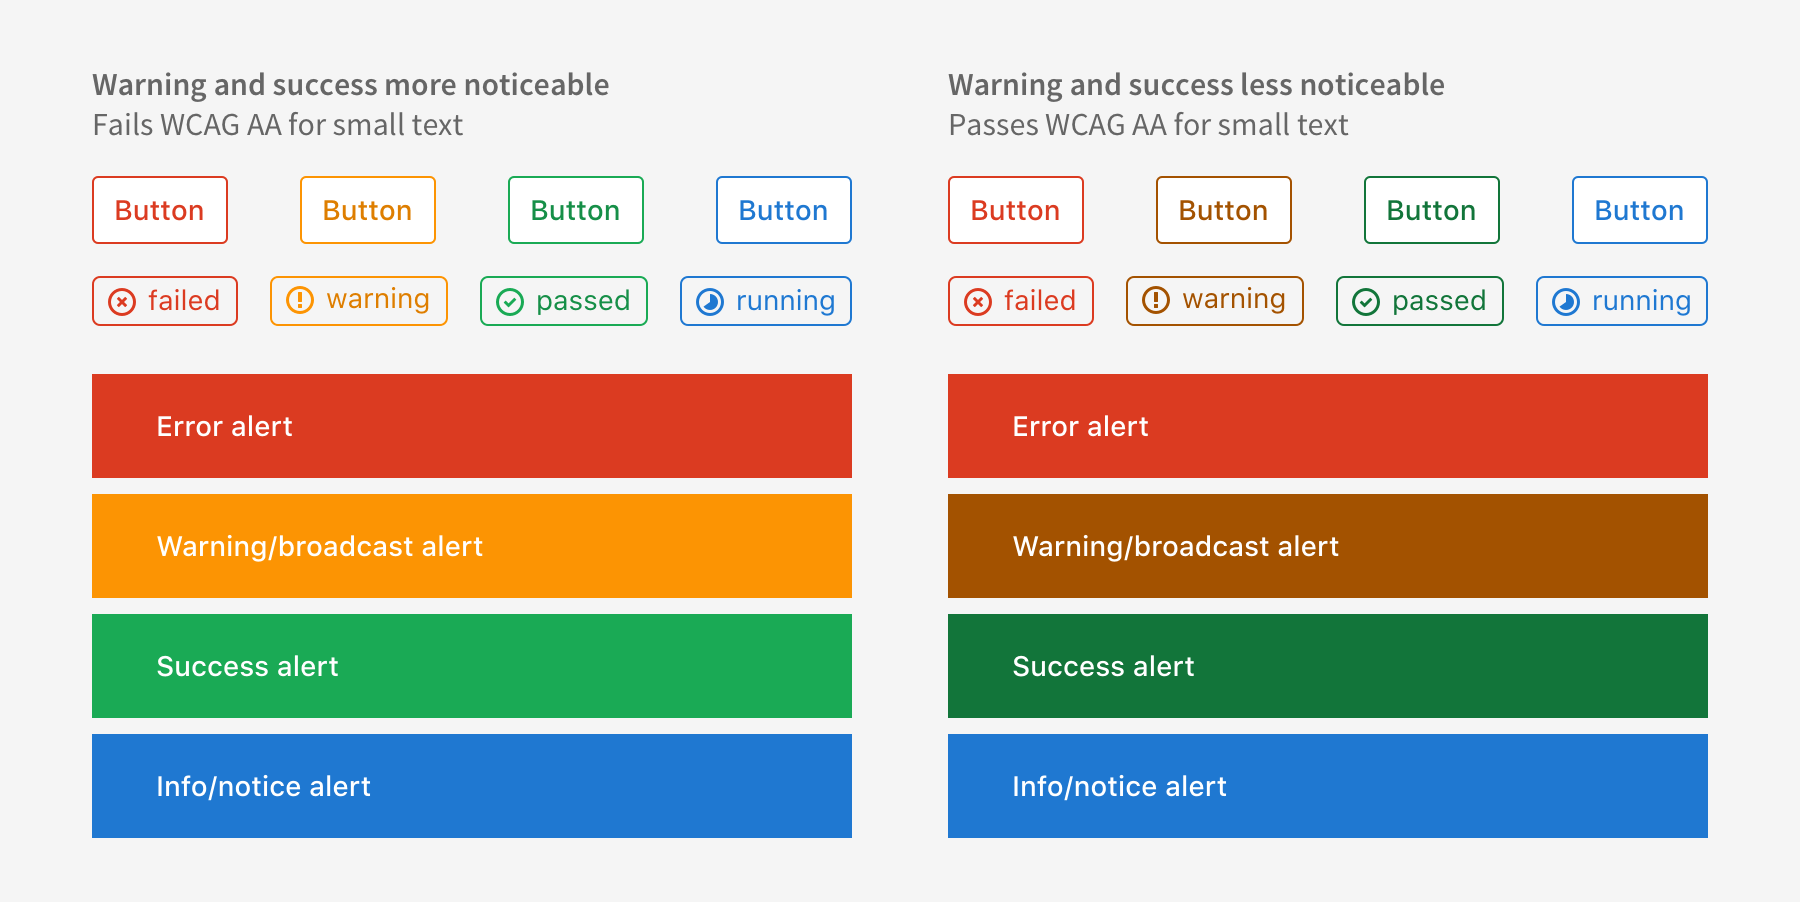 Warning and success more noticeable
Fails WCAG AA for small text
Button Button Button Button
failed warning passed running
Error alert
Warning/broadcast alert
Success alert
Info/notice alert
Warning and success less noticeable
Passes WCAG AA for small text
Button Button Button Button
failed warning passed running
Error alert
Warning/broadcast alert
Success alert
Info/notice alert